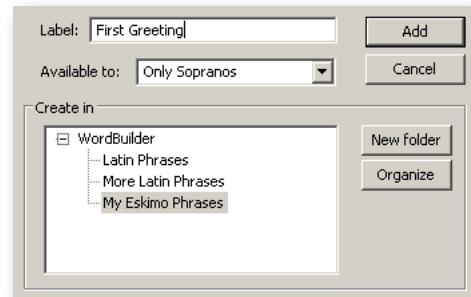 Label: First Greeting
Add
Available to: Only Sopranos
Cancel
Create in
WordBuilder
Latin Phrases
More Latin Phrases
My Eskimo Phrases
New folder
Organize